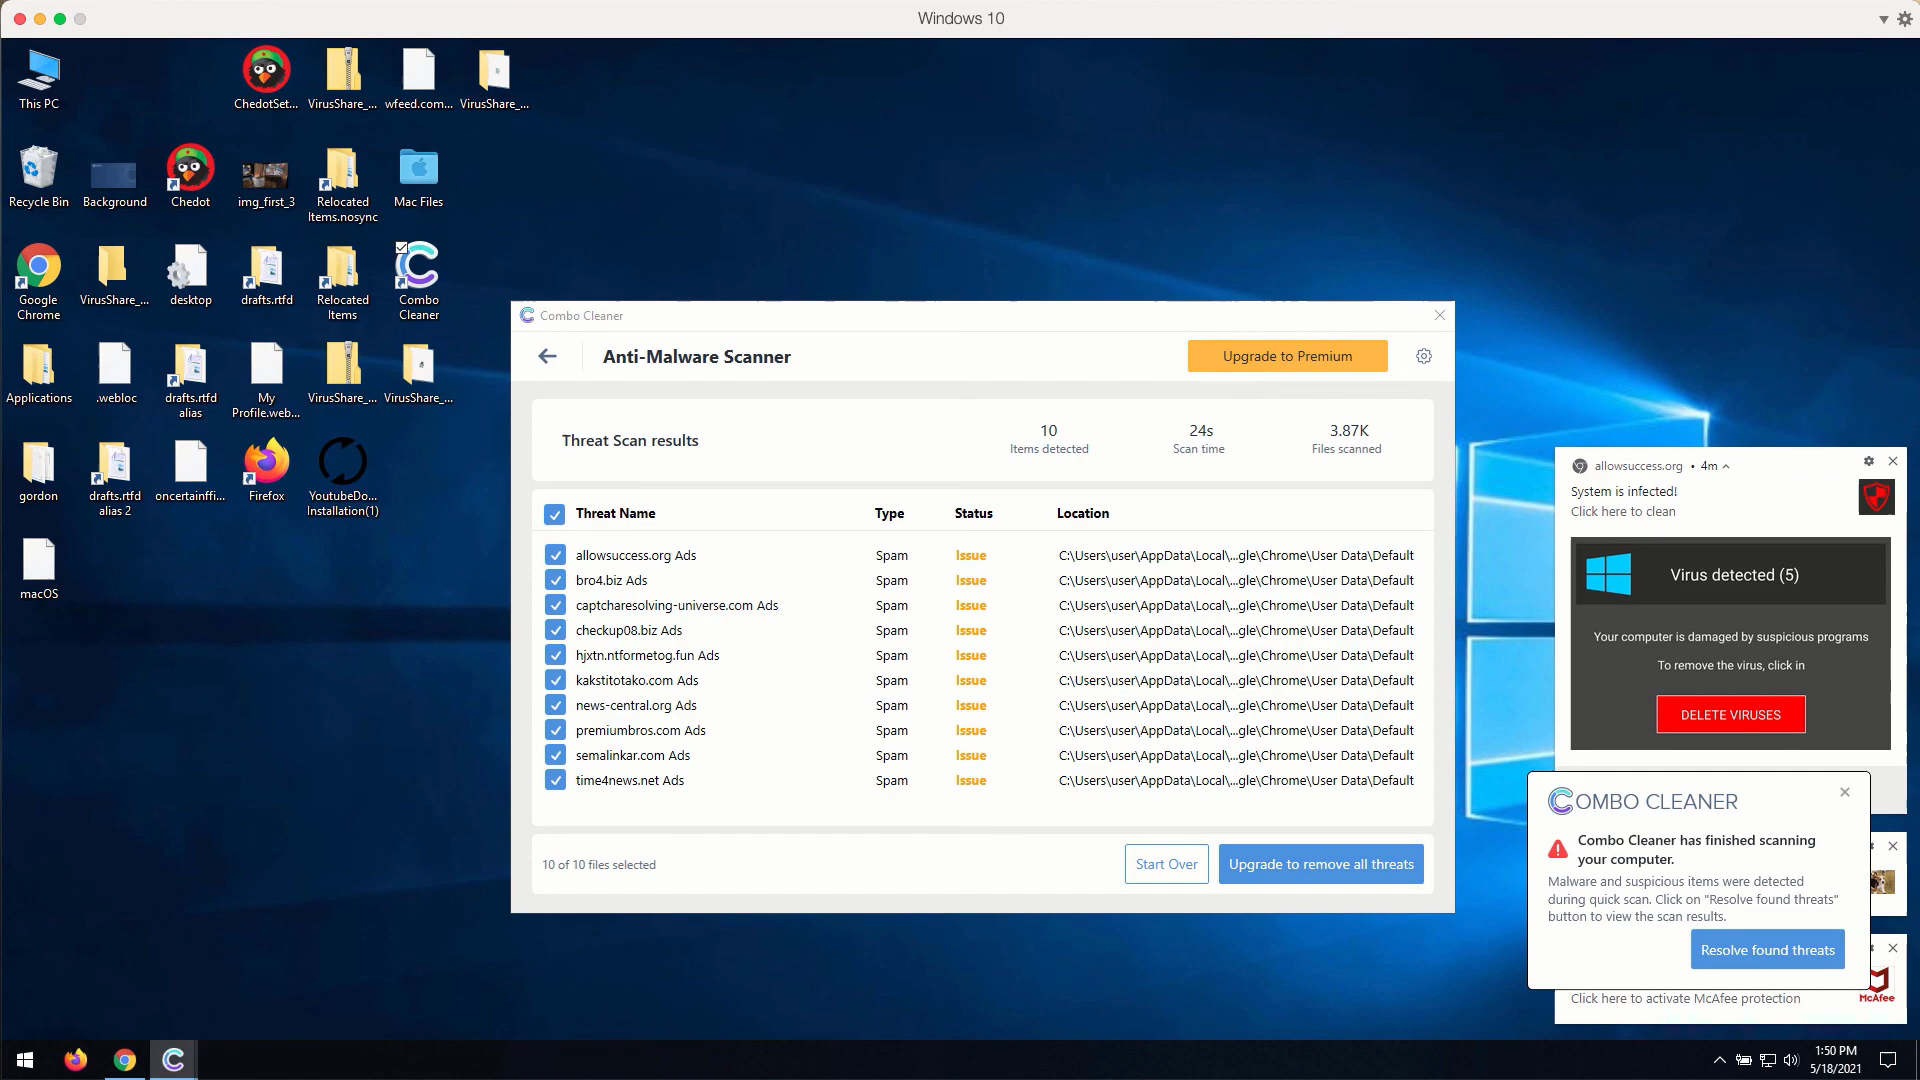 Windows 10
This PC
ChedotSet...
VirusShare_...
wfeed.com...
VirusShare_...
Recycle Bin
Background
Chedot
img_first_3
Relocated
Items.nosync
Mac Files
Google
Chrome
VirusShare_...
desktop
drafts.rtfd
Relocated
Items
Combo
Cleaner
Applications
.webloc
drafts.rtfd
alias
My
Profile.web...
VirusShare_...
VirusShare_...
gordon
drafts.rtfd
alias 2
oncertainffi...
Firefox
YoutubeDo...
Installation(1)
macOS
Combo Cleaner
Anti-Malware Scanner
Upgrade to Premium
Threat Scan results
10
Items detected
24s
Scan time
3.87K
Files scanned
Threat Name Type Status Location
allowsuccess.org Ads Spam Issue C:\Users\user\AppData\Local\...gle\Chrome\User Data\Default
bro4.biz Ads Spam Issue C:\Users\user\AppData\Local\...gle\Chrome\User Data\Default
captcharesolving-universe.com Ads Spam Issue C:\Users\user\AppData\Local\...gle\Chrome\User Data\Default
checkup08.biz Ads Spam Issue C:\Users\user\AppData\Local\...gle\Chrome\User Data\Default
hjxtn.ntformetog.fun Ads Spam Issue C:\Users\user\AppData\Local\...gle\Chrome\User Data\Default
kakstitotako.com Ads Spam Issue C:\Users\user\AppData\Local\...gle\Chrome\User Data\Default
news-central.org Ads Spam Issue C:\Users\user\AppData\Local\...gle\Chrome\User Data\Default
premiumbros.com Ads Spam Issue C:\Users\user\AppData\Local\...gle\Chrome\User Data\Default
semalinkar.com Ads Spam Issue C:\Users\user\AppData\Local\...gle\Chrome\User Data\Default
time4news.net Ads Spam Issue C:\Users\user\AppData\Local\...gle\Chrome\User Data\Default
10 of 10 files selected
Start Over
Upgrade to remove all threats
allowsuccess.org • 4m
System is infected!
Click here to clean
Virus detected (5)
Your computer is damaged by suspicious programs
To remove the virus, click in
DELETE VIRUSES
COMBO CLEANER
Combo Cleaner has finished scanning
your computer.
Malware and suspicious items were detected
during quick scan. Click on "Resolve found threats"
button to view the scan results.
Resolve found threats
Click here to activate McAfee protection
McAfee
1:50 PM
5/18/2021